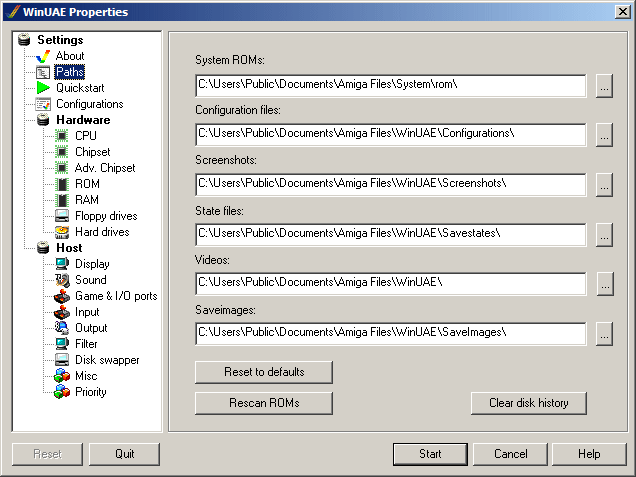 WinUAE Properties
Settings
About
Paths
Quickstart
Configurations
Hardware
CPU
Chipset
Adv. Chipset
ROM
RAM
Floppy drives
Hard drives
Host
Display
Sound
Game & I/O ports
Input
Output
Filter
Disk swapper
Misc
Priority
System ROMs:
C:\Users\Public\Documents\Amiga Files\System\rom\
...
Configuration files:
C:\Users\Public\Documents\Amiga Files\WinUAE\Configurations\
...
Screenshots:
C:\Users\Public\Documents\Amiga Files\WinUAE\Screenshots\
...
State files:
C:\Users\Public\Documents\Amiga Files\WinUAE\Savestates\
...
Videos:
C:\Users\Public\Documents\Amiga Files\WinUAE\
...
Saveimages:
C:\Users\Public\Documents\Amiga Files\WinUAE\SaveImages\
...
Reset to defaults
Rescan ROMs
Clear disk history
Reset
Quit
Start
Cancel
Help